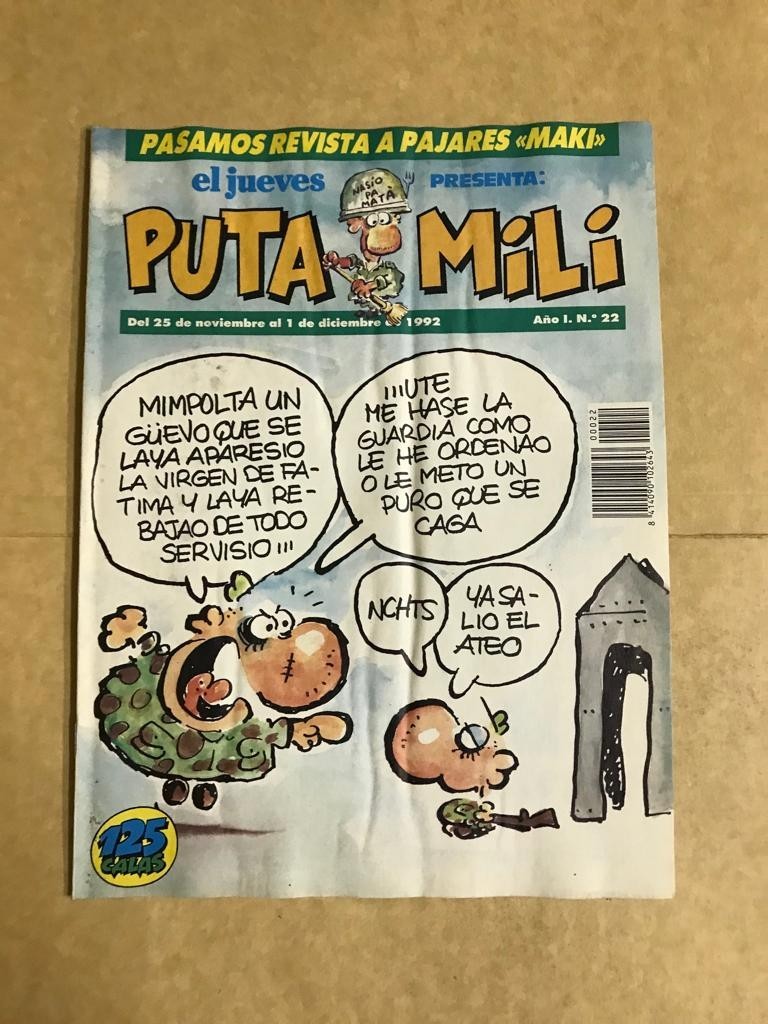 PASAMOS REVISTA A PAJARES «MAKI»
el jueves PRESENTA:
NASIO
PA
MATÀ
PUTA MILI
Del 25 de noviembre al 1 de diciembre 1992
Año I. N.º 22
MIMPOLTA UN
GÜEVO QUE SE
LAYA APARESIO
LA VIRGEN DE FA-
TIMA Y LAYA RE-
BAJAO DE TODO
SERVISIO ¡¡¡
¡¡¡UTE
ME HASE LA
GUARDIA COMO
LE HE ORDENAO
O LE METO UN
PURO QUE SE
CAGA
00022
8 414090 102643
NCHTS
YA SA-
LIO EL
ATEO
125
CALAS